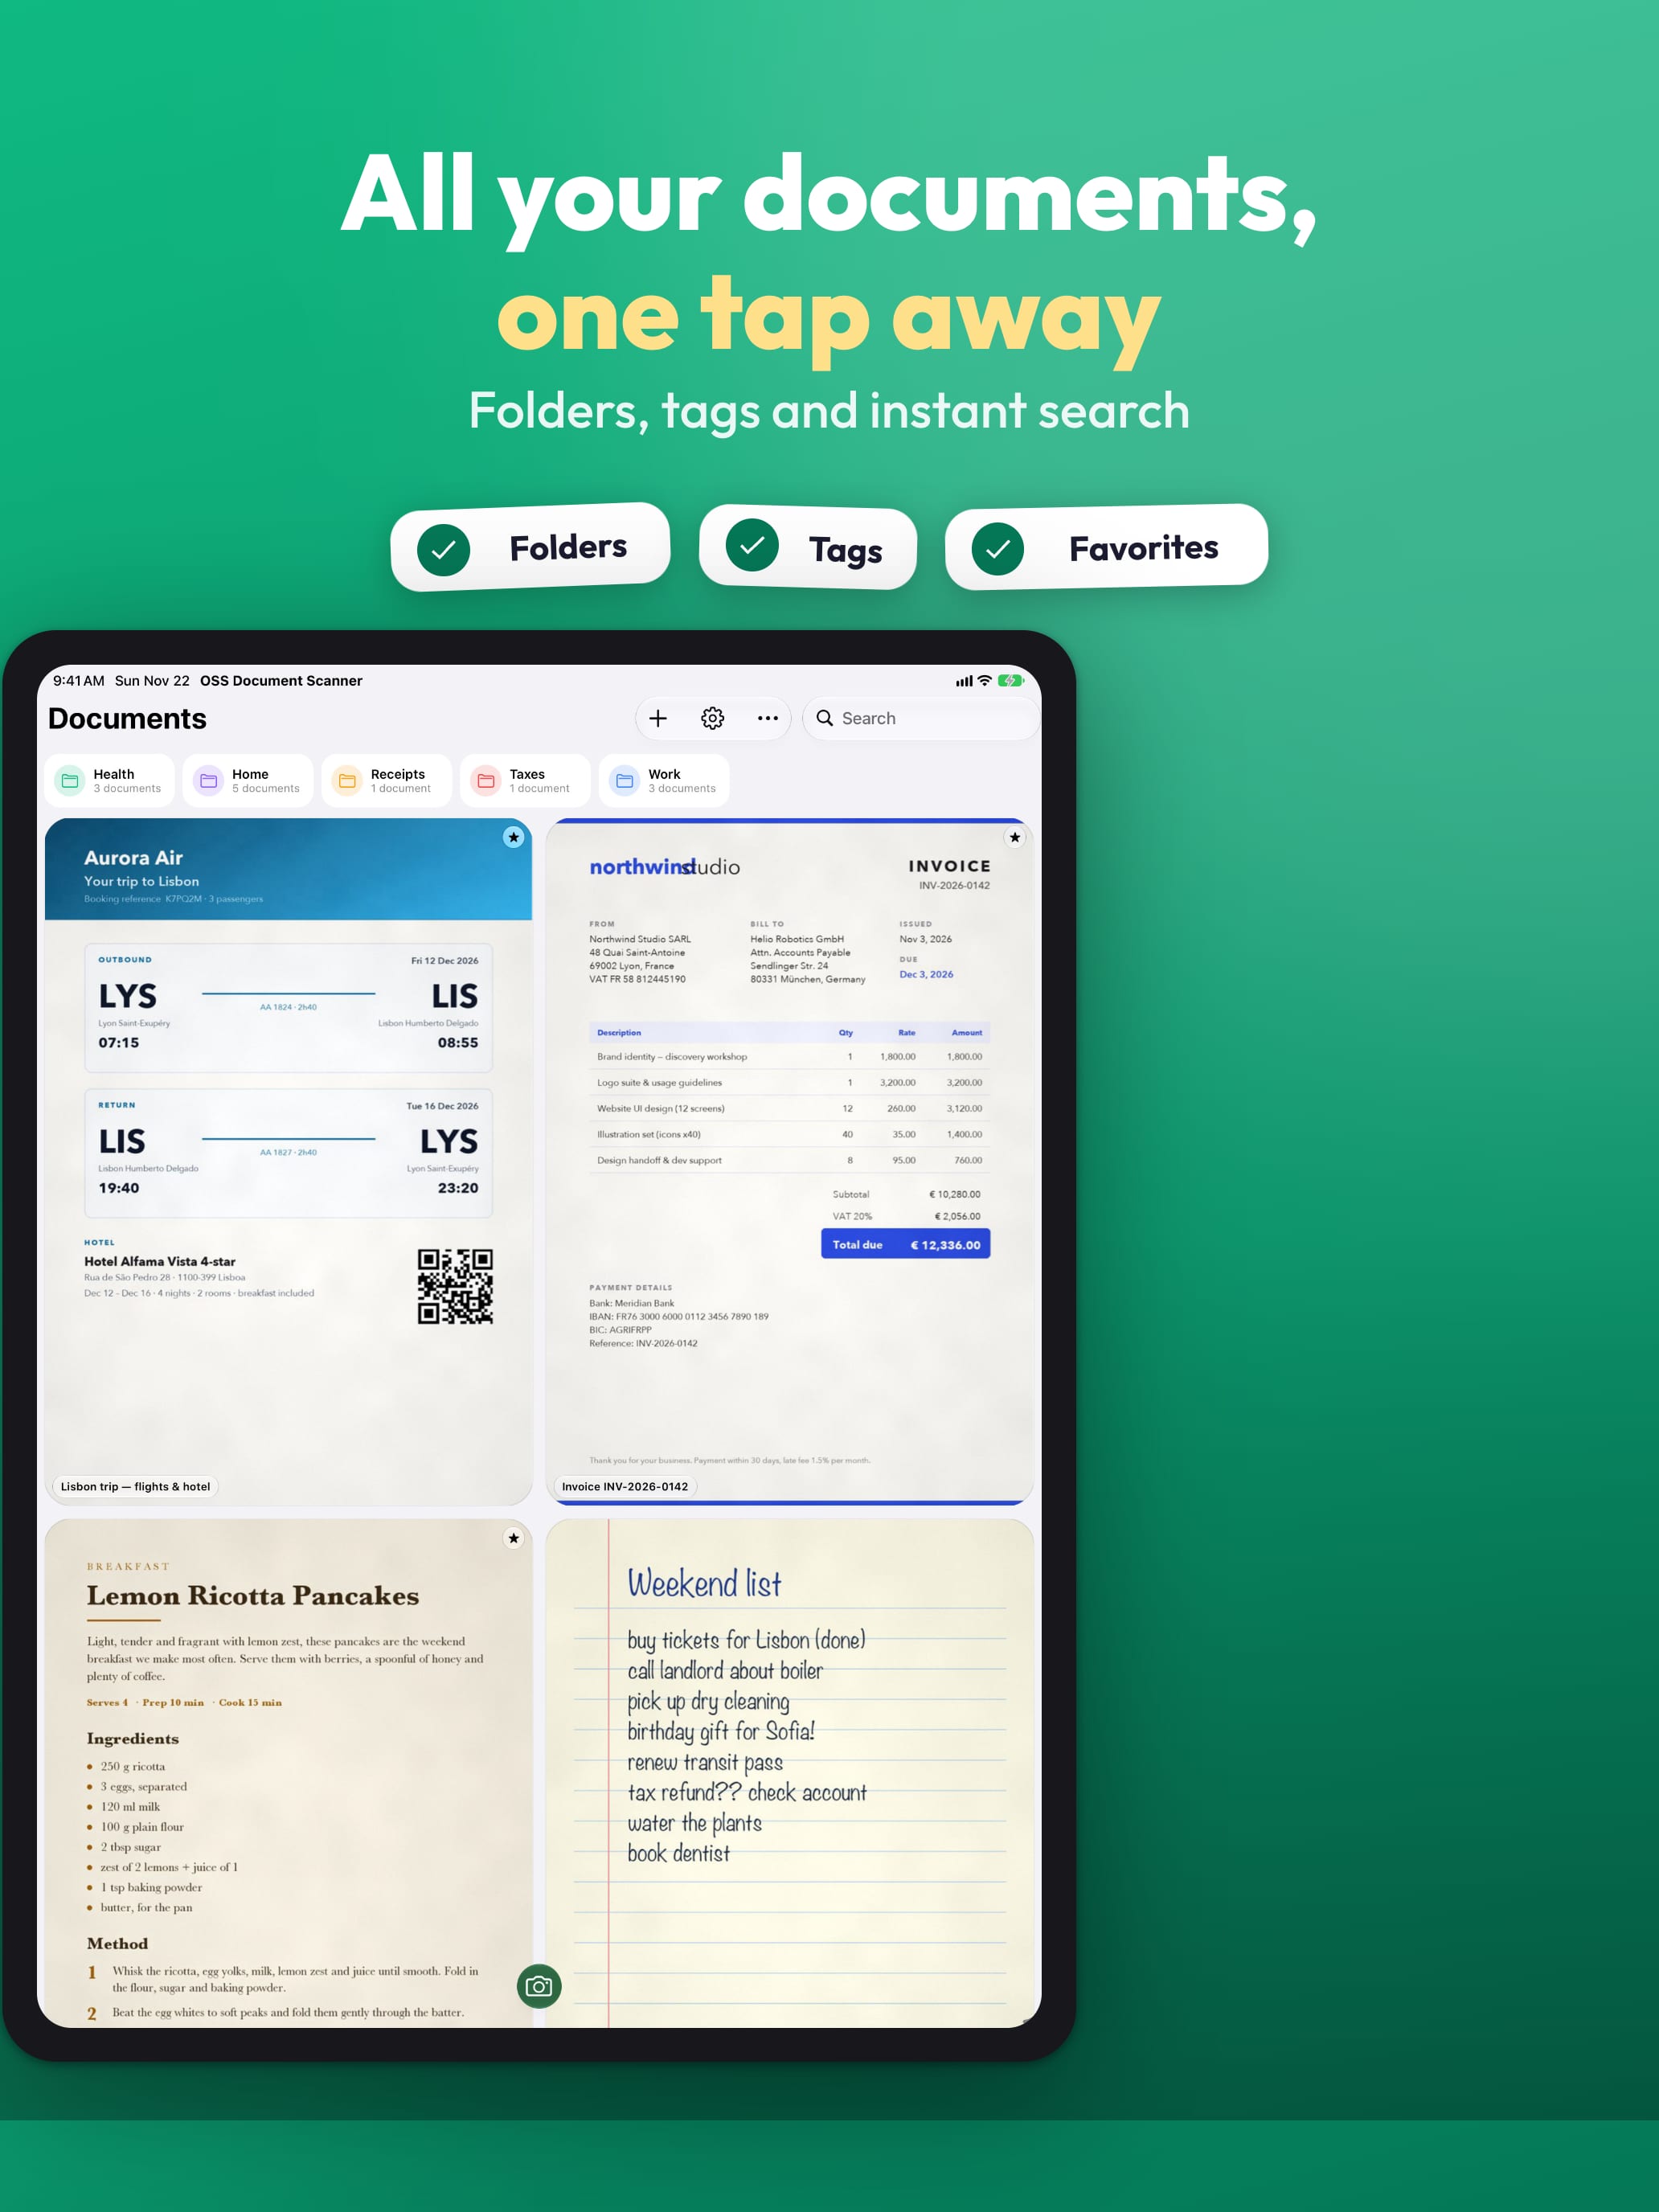 All your documents,
one tap away
Folders, tags and instant search
Folders
Tags
Favorites
9:41 AM Sun Nov 22 OSS Document Scanner
Documents
Search
Health
3 documents
Home
5 documents
Receipts
1 document
Taxes
1 document
Work
3 documents
Aurora Air
Your trip to Lisbon
Booking reference K7PQ2M · 3 passengers
OUTBOUND
Fri 12 Dec 2026
LYS
LIS
AA 1824 · 2h40
Lyon Saint-Exupéry
Lisbon Humberto Delgado
07:15
08:55
RETURN
Tue 16 Dec 2026
LIS
LYS
AA 1827 · 2h40
Lisbon Humberto Delgado
Lyon Saint-Exupéry
19:40
23:20
HOTEL
Hotel Alfama Vista 4-star
Rua de São Pedro 28 · 1100-399 Lisboa
Dec 12 - Dec 16 · 4 nights · 2 rooms · breakfast included
Lisbon trip — flights & hotel
northwindstudio
INVOICE
INV-2026-0142
FROM
Northwind Studio SARL
48 Quai Saint-Antoine
69002 Lyon, France
VAT FR 58 812445190
BILL TO
Helio Robotics GmbH
Attn. Accounts Payable
Sendlinger Str. 24
80331 München, Germany
ISSUED
Nov 3, 2026
DUE
Dec 3, 2026
Description Qty Rate Amount
Brand identity – discovery workshop 1 1,800.00 1,800.00
Logo suite & usage guidelines 1 3,200.00 3,200.00
Website UI design (12 screens) 12 260.00 3,120.00
Illustration set (icons x40) 40 35.00 1,400.00
Design handoff & dev support 8 95.00 760.00
Subtotal € 10,280.00
VAT 20% € 2,056.00
Total due € 12,336.00
PAYMENT DETAILS
Bank: Meridian Bank
IBAN: FR76 3000 6000 0112 3456 7890 189
BIC: AGRIFRPP
Reference: INV-2026-0142
Thank you for your business. Payment within 30 days, late fee 1.5% per month.
Invoice INV-2026-0142
BREAKFAST
Lemon Ricotta Pancakes
Light, tender and fragrant with lemon zest, these pancakes are the weekend
breakfast we make most often. Serve them with berries, a spoonful of honey and
plenty of coffee.
Serves 4 · Prep 10 min · Cook 15 min
Ingredients
250 g ricotta
3 eggs, separated
120 ml milk
100 g plain flour
2 tbsp sugar
zest of 2 lemons + juice of 1
1 tsp baking powder
butter, for the pan
Method
1 Whisk the ricotta, egg yolks, milk, lemon zest and juice until smooth. Fold in
the flour, sugar and baking powder.
2 Beat the egg whites to soft peaks and fold them gently through the batter.
Weekend list
buy tickets for Lisbon (done)
call landlord about boiler
pick up dry cleaning
birthday gift for Sofia!
renew transit pass
tax refund?? check account
water the plants
book dentist